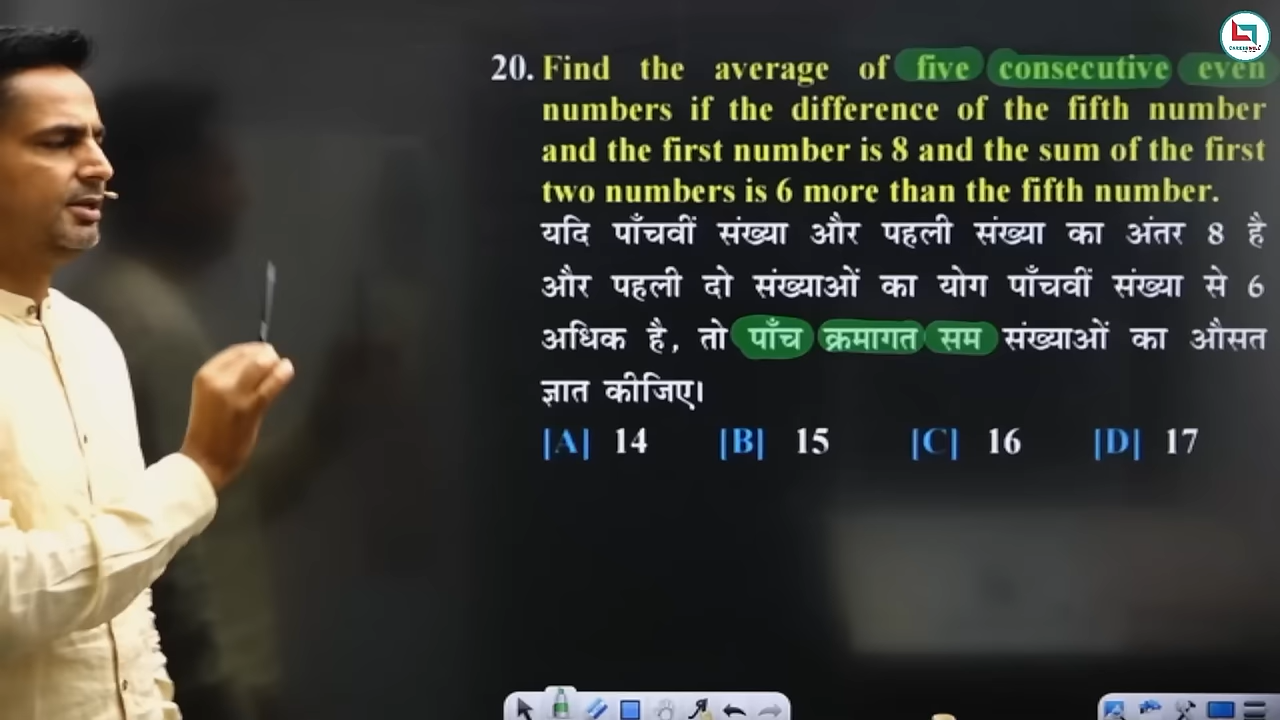 20. Find the average of five consecutive even
numbers if the difference of the fifth number
and the first number is 8 and the sum of the first
two numbers is 6 more than the fifth number.
यदि पाँचवीं संख्या और पहली संख्या का अंतर 8 है
और पहली दो संख्याओं का योग पाँचवीं संख्या से 6
अधिक है, तो पाँच क्रमागत सम संख्याओं का औसत
ज्ञात कीजिए।
[A] 14 [B] 15 [C] 16 [D] 17